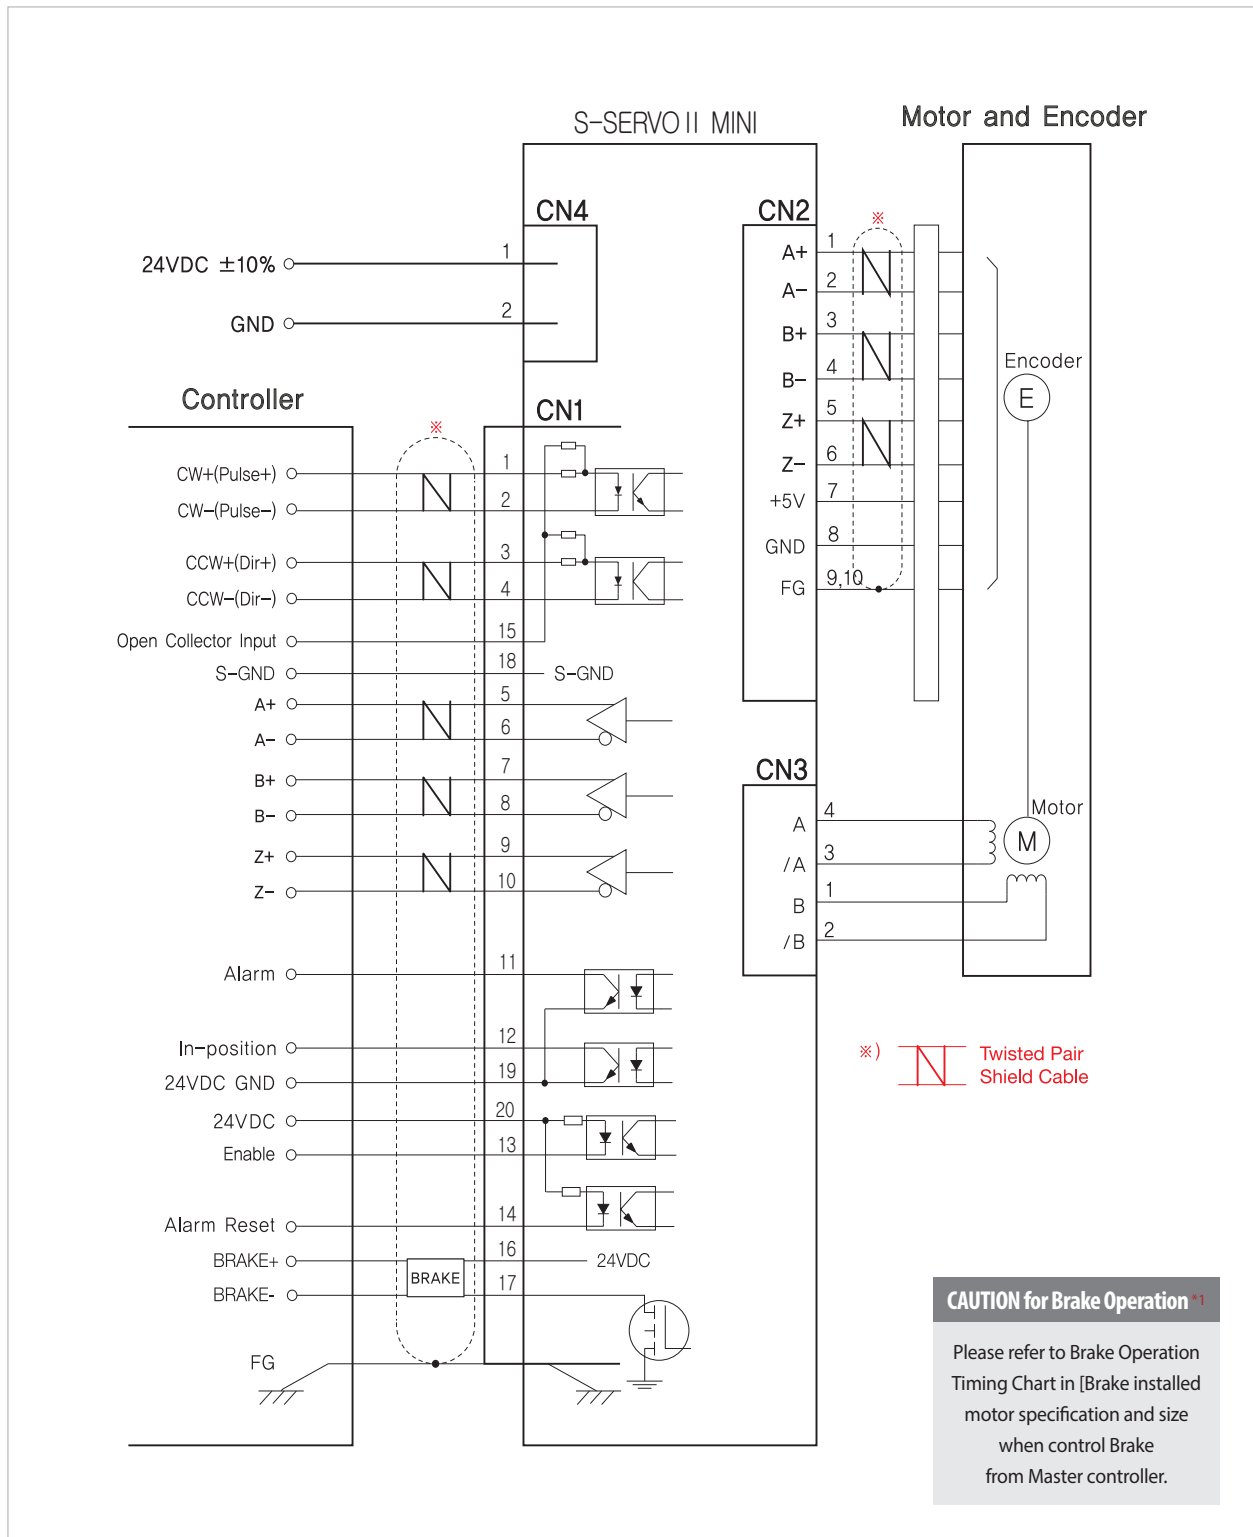 S-SERVO II MINI
Motor and Encoder
CN4
1
24VDC ±10%
2
GND
CN2
※
A+ 1
A- 2
B+ 3
B- 4
Z+ 5
Z- 6
+5V 7
GND 8
FG 9,10
Encoder
E
Controller
※
CN1
CW+(Pulse+) 1
CW-(Pulse-) 2
CCW+(Dir+) 3
CCW-(Dir-) 4
Open Collector Input 15
S-GND 18 S-GND
A+ 5
A- 6
B+ 7
B- 8
Z+ 9
Z- 10
Alarm 11
In-position 12
24VDC GND 19
24VDC 20
Enable 13
Alarm Reset 14
BRAKE+ 16 24VDC
BRAKE
BRAKE- 17
FG
CN3
A 4
/A 3
B 1
/B 2
Motor
M
※) Twisted Pair
Shield Cable
CAUTION for Brake Operation *1
Please refer to Brake Operation
Timing Chart in [Brake installed
motor specification and size
when control Brake
from Master controller.